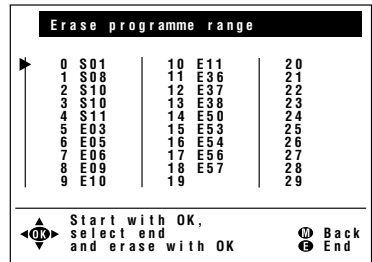 Erase programme range
0 S01 10 E11 20
1 S08 11 E36 21
2 S10 12 E37 22
3 S10 13 E38 23
4 S11 14 E50 24
5 E03 15 E53 25
6 E05 16 E54 26
7 E06 17 E56 27
8 E09 18 E57 28
9 E10 19 29
Start with OK,
OK select end M Back
and erase with OK E End